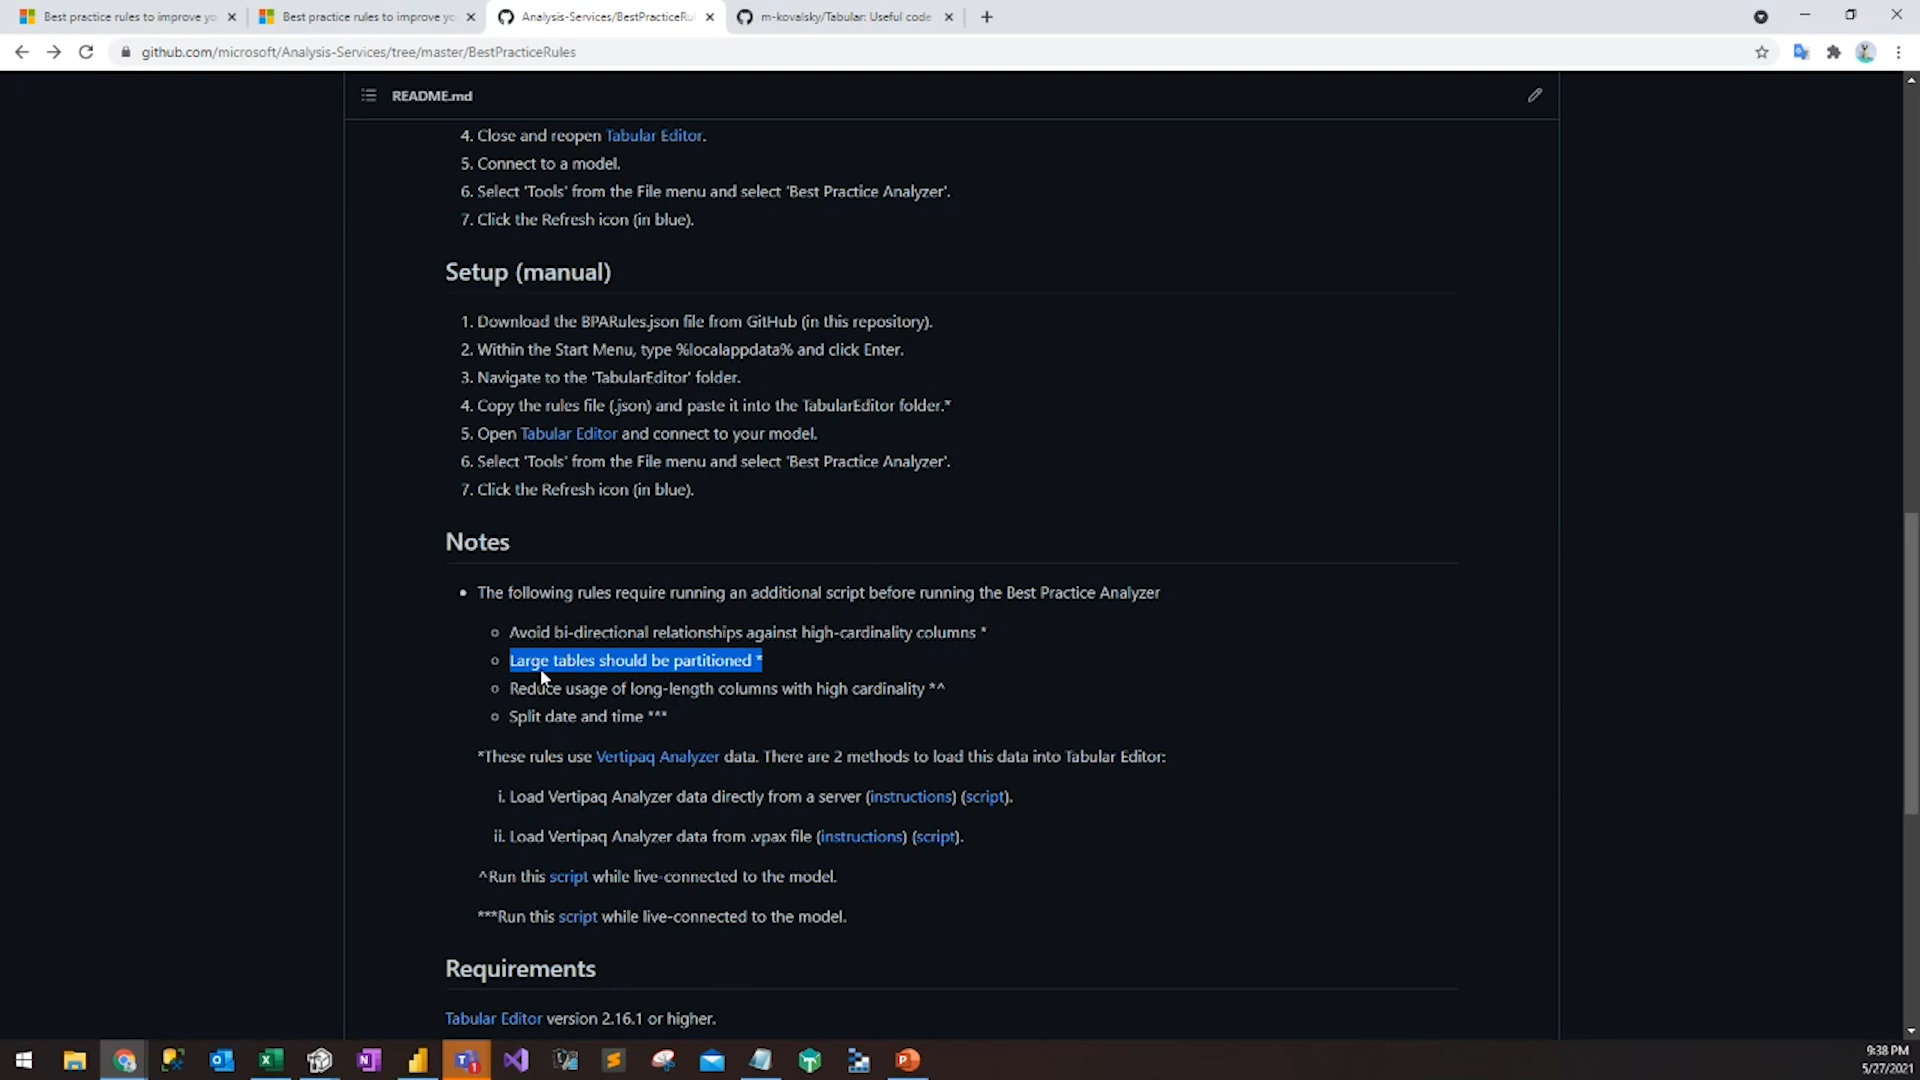 Best practice rules to improve yo
Best practice rules to improve yo
Analysis-Services/BestPracticeRu
m-kovalsky/Tabular: Useful code
github.com/microsoft/Analysis-Services/tree/master/BestPracticeRules
README.md
4. Close and reopen Tabular Editor.
5. Connect to a model.
6. Select 'Tools' from the File menu and select 'Best Practice Analyzer'.
7. Click the Refresh icon (in blue).
Setup (manual)
1. Download the BPARules.json file from GitHub (in this repository).
2. Within the Start Menu, type %localappdata% and click Enter.
3. Navigate to the 'TabularEditor' folder.
4. Copy the rules file (.json) and paste it into the TabularEditor folder.*
5. Open Tabular Editor and connect to your model.
6. Select 'Tools' from the File menu and select 'Best Practice Analyzer'.
7. Click the Refresh icon (in blue).
Notes
• The following rules require running an additional script before running the Best Practice Analyzer
○ Avoid bi-directional relationships against high-cardinality columns *
○ Large tables should be partitioned *
○ Reduce usage of long-length columns with high cardinality *^
○ Split date and time ***
*These rules use Vertipaq Analyzer data. There are 2 methods to load this data into Tabular Editor:
i. Load Vertipaq Analyzer data directly from a server (instructions) (script).
ii. Load Vertipaq Analyzer data from .vpax file (instructions) (script).
^Run this script while live-connected to the model.
***Run this script while live-connected to the model.
Requirements
Tabular Editor version 2.16.1 or higher.
9:38 PM
5/27/2021